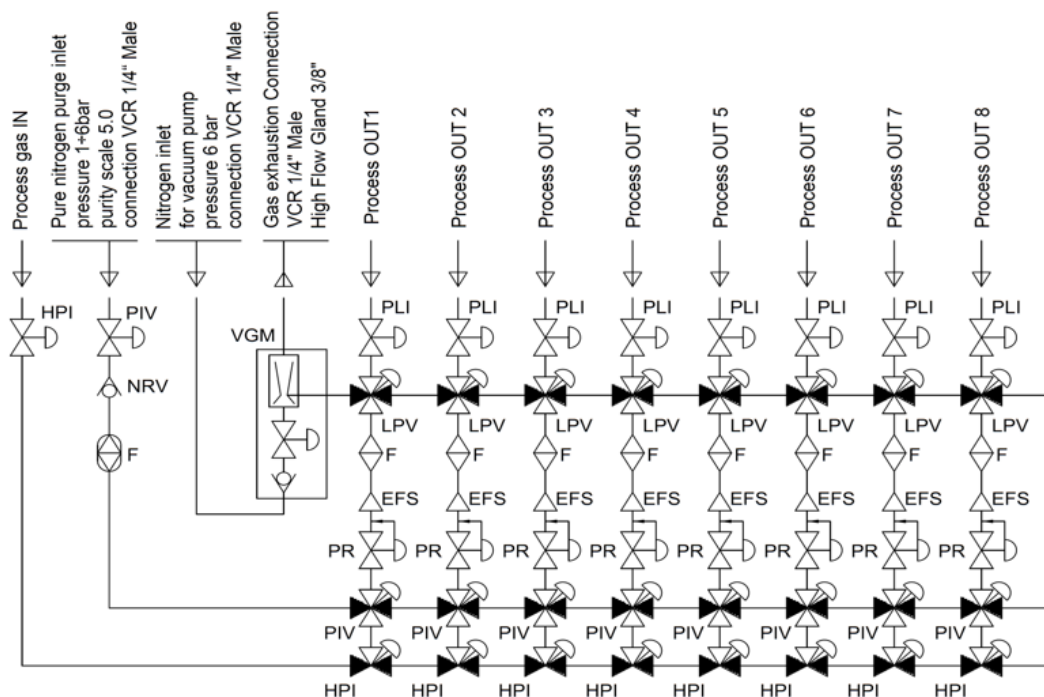 Process gas IN
Pure nitrogen purge inlet
pressure 1÷6bar
purity scale 5.0
connection VCR 1/4" Male
Nitrogen inlet
for vacuum pump
pressure 6 bar
connection VCR 1/4" Male
Gas exhaustion Connection
VCR 1/4" Male
High Flow Gland 3/8"
Process OUT1
Process OUT 2
Process OUT 3
Process OUT 4
Process OUT 5
Process OUT 6
Process OUT 7
Process OUT 8
HPI PIV PLI PLI PLI PLI PLI PLI PLI PLI
VGM
NRV
LPV LPV LPV LPV LPV LPV LPV LPV
F F F F F F F F F
EFS EFS EFS EFS EFS EFS EFS EFS
PR PR PR PR PR PR PR PR
PIV PIV PIV PIV PIV PIV PIV PIV
HPI HPI HPI HPI HPI HPI HPI HPI